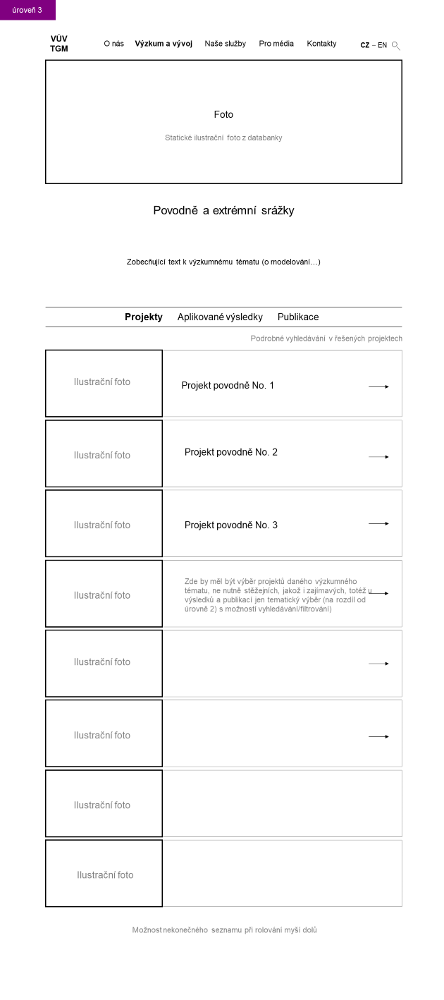 úroveň 3
VÚV
TGM
O nás Výzkum a vývoj Naše služby Pro média Kontakty CZ – EN
Foto
Statické ilustrační foto z databanky
Povodně a extrémní srážky
Zobecňující text k výzkumnému tématu (o modelování...)
Projekty Aplikované výsledky Publikace
Podrobné vyhledávání v řešených projektech
Ilustrační foto
Projekt povodně No. 1
Ilustrační foto
Projekt povodně No. 2
Ilustrační foto
Projekt povodně No. 3
Ilustrační foto
Zde by měl být výběr projektů daného výzkumného
tématu, ne nutně stěžejních, jakož i zajímavých, totéž u
výsledků a publikací jen tematický výběr (na rozdíl od
úrovně 2) s možností vyhledávání/filtrování)
Ilustrační foto
Ilustrační foto
Ilustrační foto
Ilustrační foto
Možnost nekonečného seznamu při rolování myší dolů